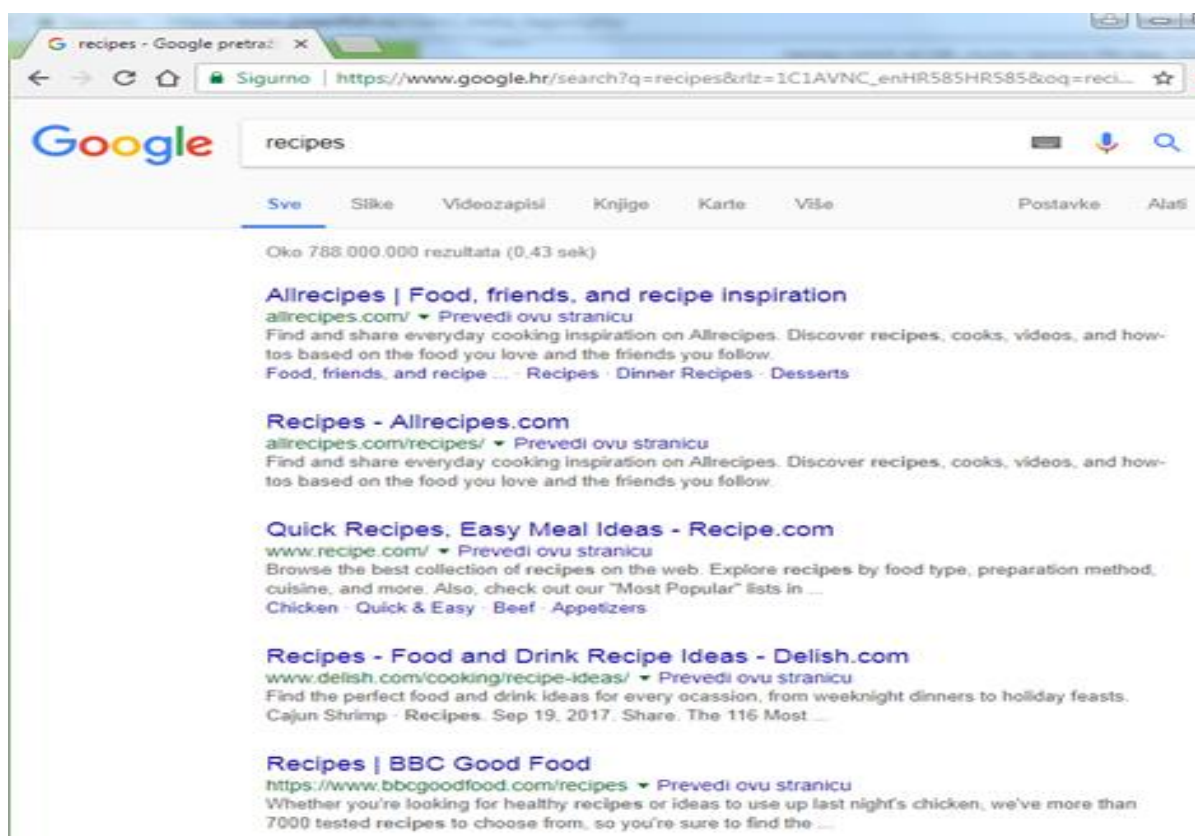 recipes - Google pretraž
Sigurno | https://www.google.hr/search?q=recipes&rlz=1C1AVNC_enHR585HR585&oq=reci...
Google
recipes
Sve Slike Videozapisi Knjige Karte Više Postavke Alati
Oko 788.000.000 rezultata (0,43 sek)
Allrecipes | Food, friends, and recipe inspiration
allrecipes.com/ Prevedi ovu stranicu
Find and share everyday cooking inspiration on Allrecipes. Discover recipes, cooks, videos, and how-
tos based on the food you love and the friends you follow.
Food, friends, and recipe ... · Recipes · Dinner Recipes · Desserts
Recipes - Allrecipes.com
allrecipes.com/recipes/ Prevedi ovu stranicu
Find and share everyday cooking inspiration on Allrecipes. Discover recipes, cooks, videos, and how-
tos based on the food you love and the friends you follow.
Quick Recipes, Easy Meal Ideas - Recipe.com
www.recipe.com/ Prevedi ovu stranicu
Browse the best collection of recipes on the web. Explore recipes by food type, preparation method,
cuisine, and more. Also, check out our "Most Popular" lists in ...
Chicken · Quick & Easy · Beef · Appetizers
Recipes - Food and Drink Recipe Ideas - Delish.com
www.delish.com/cooking/recipe-ideas/ Prevedi ovu stranicu
Find the perfect food and drink ideas for every ocassion, from weeknight dinners to holiday feasts.
Cajun Shrimp · Recipes. Sep 19, 2017. Share. The 116 Most ...
Recipes | BBC Good Food
https://www.bbcgoodfood.com/recipes Prevedi ovu stranicu
Whether you're looking for healthy recipes or ideas to use up last night's chicken, we've more than
7000 tested recipes to choose from, so you're sure to find the ...